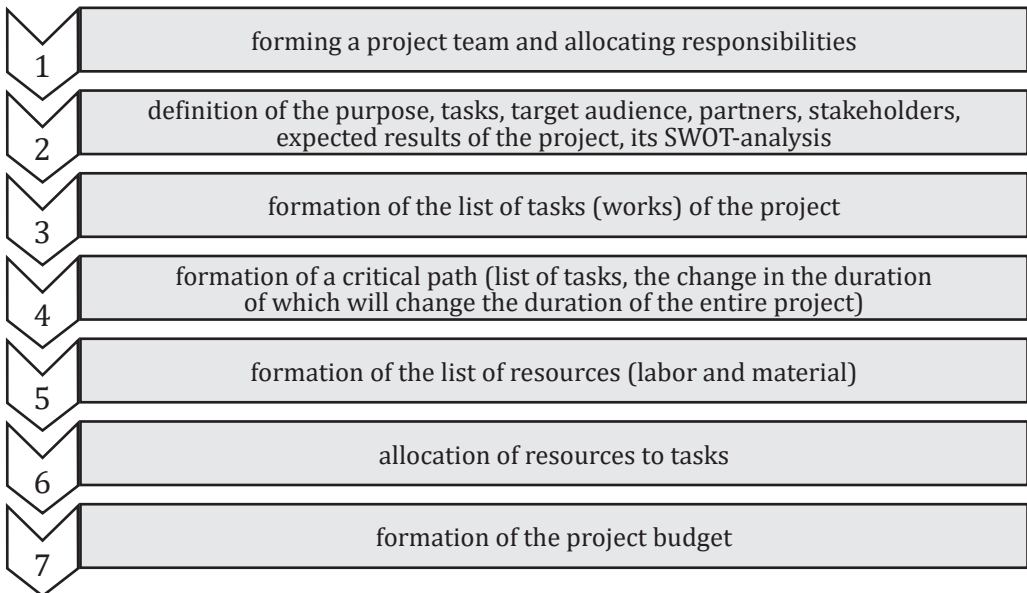 1
forming a project team and allocating responsibilities
2
definition of the purpose, tasks, target audience, partners, stakeholders,
expected results of the project, its SWOT-analysis
3
formation of the list of tasks (works) of the project
4
formation of a critical path (list of tasks, the change in the duration
of which will change the duration of the entire project)
5
formation of the list of resources (labor and material)
6
allocation of resources to tasks
7
formation of the project budget